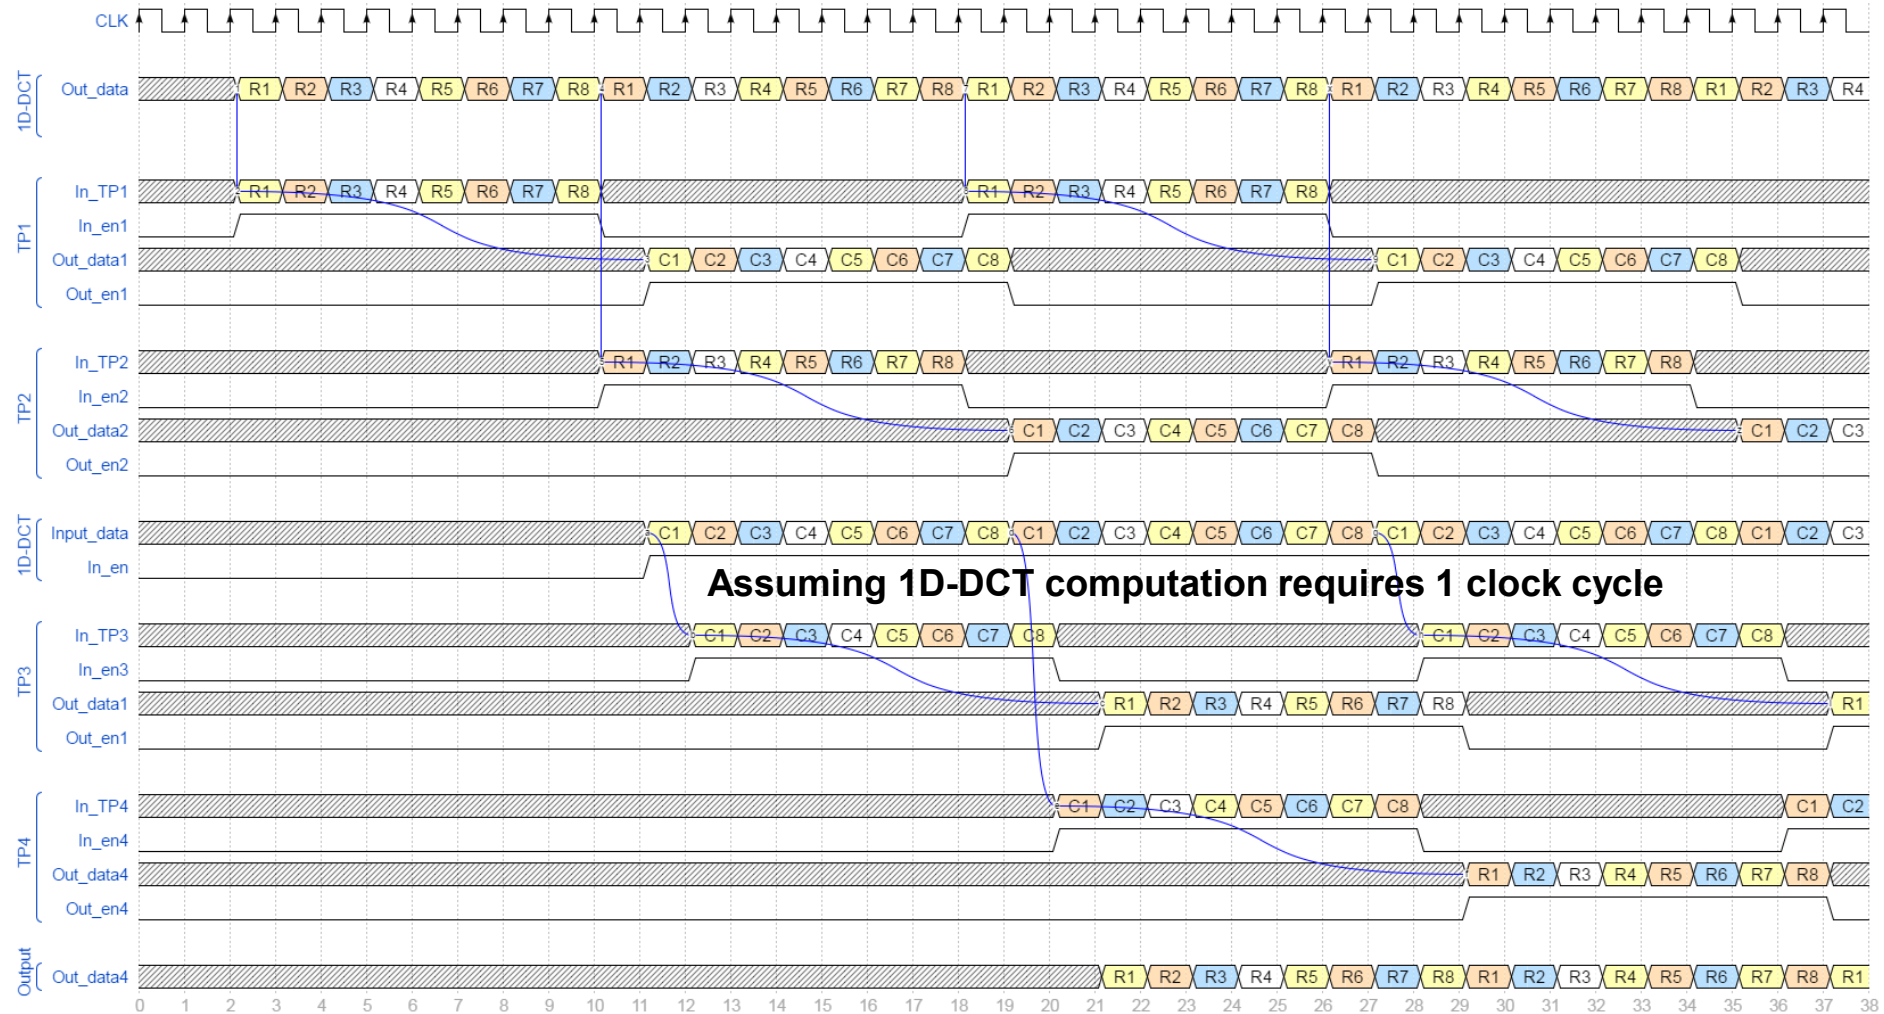 CLK
1D-DCT
Out_data R1 R2 R3 R4 R5 R6 R7 R8 R1 R2 R3 R4 R5 R6 R7 R8 R1 R2 R3 R4 R5 R6 R7 R8 R1 R2 R3 R4 R5 R6 R7 R8 R1 R2 R3 R4
TP1
In_TP1 R1 R2 R3 R4 R5 R6 R7 R8 R1 R2 R3 R4 R5 R6 R7 R8
In_en1
Out_data1 C1 C2 C3 C4 C5 C6 C7 C8 C1 C2 C3 C4 C5 C6 C7 C8
Out_en1
TP2
In_TP2 R1 R2 R3 R4 R5 R6 R7 R8 R1 R2 R3 R4 R5 R6 R7 R8
In_en2
Out_data2 C1 C2 C3 C4 C5 C6 C7 C8 C1 C2 C3
Out_en2
1D-DCT
Input_data C1 C2 C3 C4 C5 C6 C7 C8 C1 C2 C3 C4 C5 C6 C7 C8 C1 C2 C3 C4 C5 C6 C7 C8 C1 C2 C3
In_en
Assuming 1D-DCT computation requires 1 clock cycle
TP3
In_TP3 C1 C2 C3 C4 C5 C6 C7 C8 C1 C2 C3 C4 C5 C6 C7 C8
In_en3
Out_data1 R1 R2 R3 R4 R5 R6 R7 R8 R1
Out_en1
TP4
In_TP4 C1 C2 C3 C4 C5 C6 C7 C8 C1 C2
In_en4
Out_data4 R1 R2 R3 R4 R5 R6 R7 R8
Out_en4
Output
Out_data4 R1 R2 R3 R4 R5 R6 R7 R8 R1 R2 R3 R4 R5 R6 R7 R8 R1
0 1 2 3 4 5 6 7 8 9 10 11 12 13 14 15 16 17 18 19 20 21 22 23 24 25 26 27 28 29 30 31 32 33 34 35 36 37 38